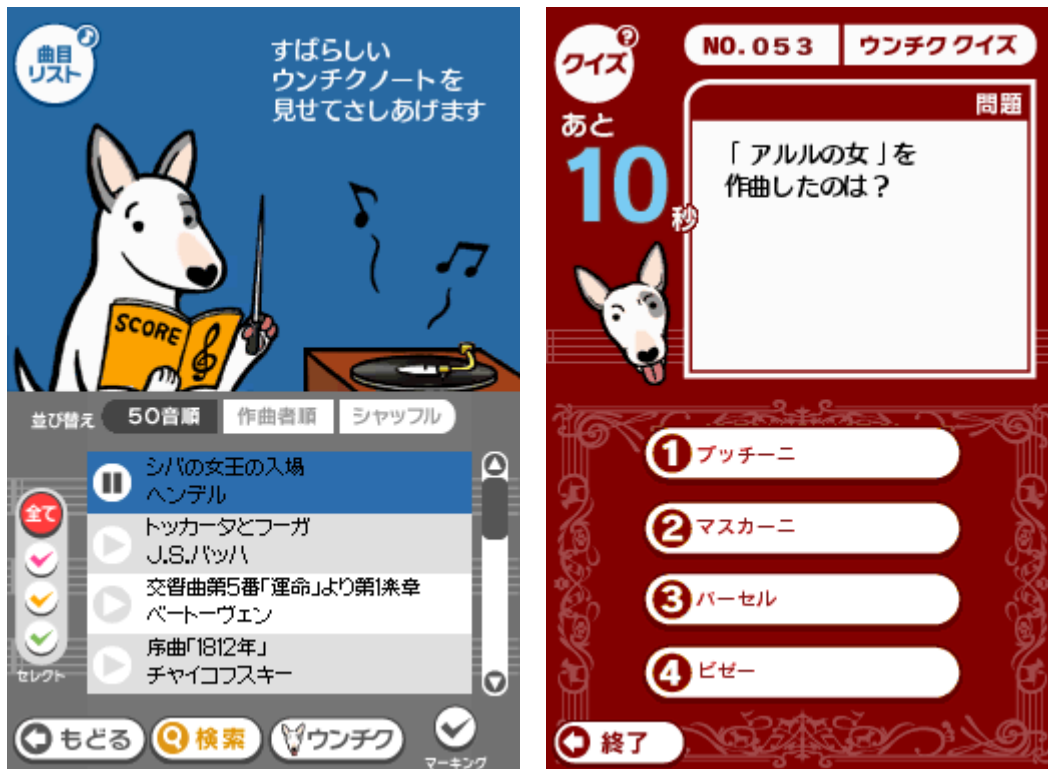 曲目
リスト
すばらしい
ウンチクノートを
見せてさしあげます
SCORE
並び替え
50音順
作曲者順
シャッフル
全て
セレクト
シバの女王の入場
ヘンデル
トッカータとフーガ
J.S.バッハ
交響曲第5番「運命」より第1楽章
ベートーヴェン
序曲「1812年」
チャイコフスキー
もどる
検索
ウンチク
マーキング
クイズ
?
NO.053
ウンチククイズ
あと
10秒
問題
「アルルの女」を
作曲したのは?
1 プッチーニ
2 マスカーニ
3 パーセル
4 ビゼー
終了